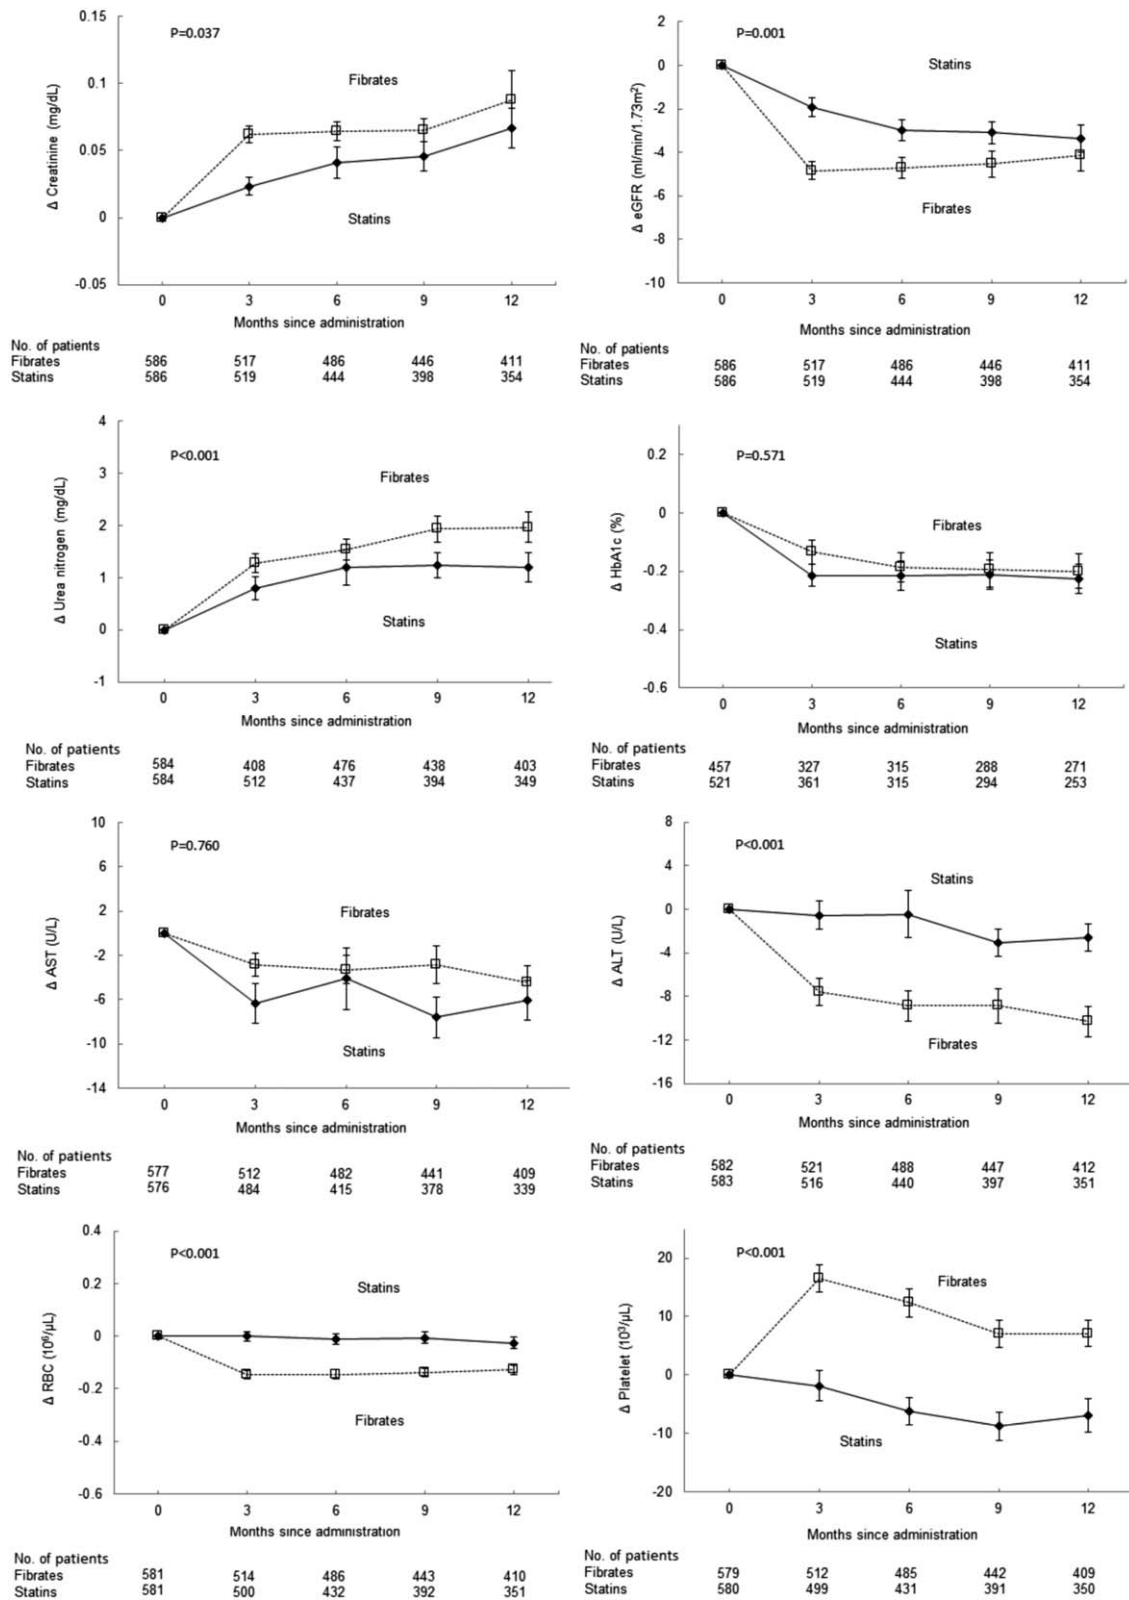 0.15
P=0.037
0.1
Fibrates
0.05
0
Statins
-0.05
Δ Creatinine (mg/dL)
0 3 6 9 12
Months since administration
No. of patients
Fibrates 586 517 486 446 411
Statins 586 519 444 398 354
2
P=0.001
0
Statins
-2
-4
-6
Fibrates
-8
-10
Δ eGFR (ml/min/1.73m²)
0 3 6 9 12
Months since administration
No. of patients
Fibrates 586 517 486 446 411
Statins 586 519 444 398 354
4
P<0.001
3
Fibrates
2
1
Statins
0
-1
Δ Urea nitrogen (mg/dL)
0 3 6 9 12
Months since administration
No. of patients
Fibrates 584 408 476 438 403
Statins 584 512 437 394 349
0.2
P=0.571
0
Fibrates
-0.2
-0.4
Statins
-0.6
Δ HbA1c (%)
0 3 6 9 12
Months since administration
No. of patients
Fibrates 457 327 315 288 271
Statins 521 361 315 294 253
10
P=0.760
6
2
Fibrates
-2
-6
-10
Statins
-14
Δ AST (U/L)
0 3 6 9 12
Months since administration
No. of patients
Fibrates 577 512 482 441 409
Statins 576 484 415 378 339
8
P<0.001
4
Statins
0
-4
-8
-12
Fibrates
-16
Δ ALT (U/L)
0 3 6 9 12
Months since administration
No. of patients
Fibrates 582 521 488 447 412
Statins 583 516 440 397 351
0.4
P<0.001
0.2
Statins
0
-0.2
Fibrates
-0.4
-0.6
Δ RBC (10⁶/μL)
0 3 6 9 12
Months since administration
No. of patients
Fibrates 581 514 486 443 410
Statins 581 500 432 392 351
P<0.001
20
Fibrates
10
0
-10
Statins
-20
Δ Platelet (10³/μL)
0 3 6 9 12
Months since administration
No. of patients
Fibrates 579 512 485 442 409
Statins 580 499 431 391 350